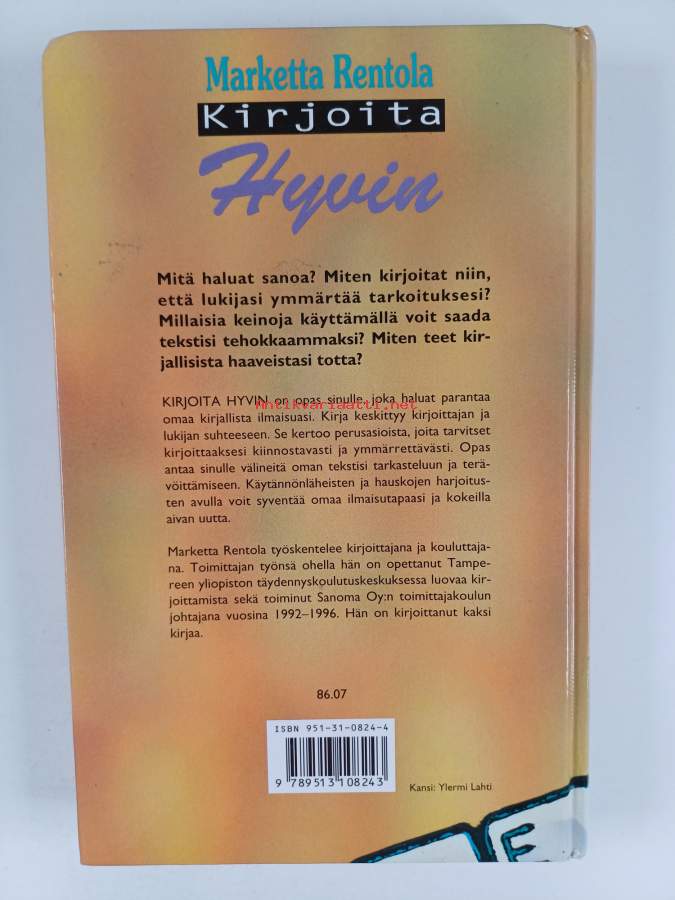 Marketta Rentola
Kirjoita
Hyvin
Mitä haluat sanoa? Miten kirjoitat niin,
että lukijasi ymmärtää tarkoituksesi?
Millaisia keinoja käyttämällä voit saada
tekstisi tehokkaammaksi? Miten teet kir-
jallisista haaveistasi totta?
KIRJOITA HYVIN on opas sinulle, joka haluat parantaa
Antikvariaatti.net
omaa kirjallista ilmaisuasi. Kirja keskittyy kirjoittajan ja
lukijan suhteeseen. Se kertoo perusasioista, joita tarvitset
kirjoittaaksesi kiinnostavasti ja ymmärrettävästi. Opas
antaa sinulle välineitä oman tekstisi tarkasteluun ja terä-
vöittämiseen. Käytännönläheisten ja hauskojen harjoitus-
ten avulla voit syventää omaa ilmaisutapaasi ja kokeilla
aivan uutta.
Marketta Rentola työskentelee kirjoittajana ja kouluttaja-
na. Toimittajan työnsä ohella hän on opettanut Tampe-
reen yliopiston täydennyskoulutuskeskuksessa luovaa kir-
joittamista sekä toiminut Sanoma Oy:n toimittajakoulun
johtajana vuosina 1992–1996. Hän on kirjoittanut kaksi
kirjaa.
86.07
ISBN 951-31-0824-4
9 789513 108243
Kansi: Ylermi Lahti
E